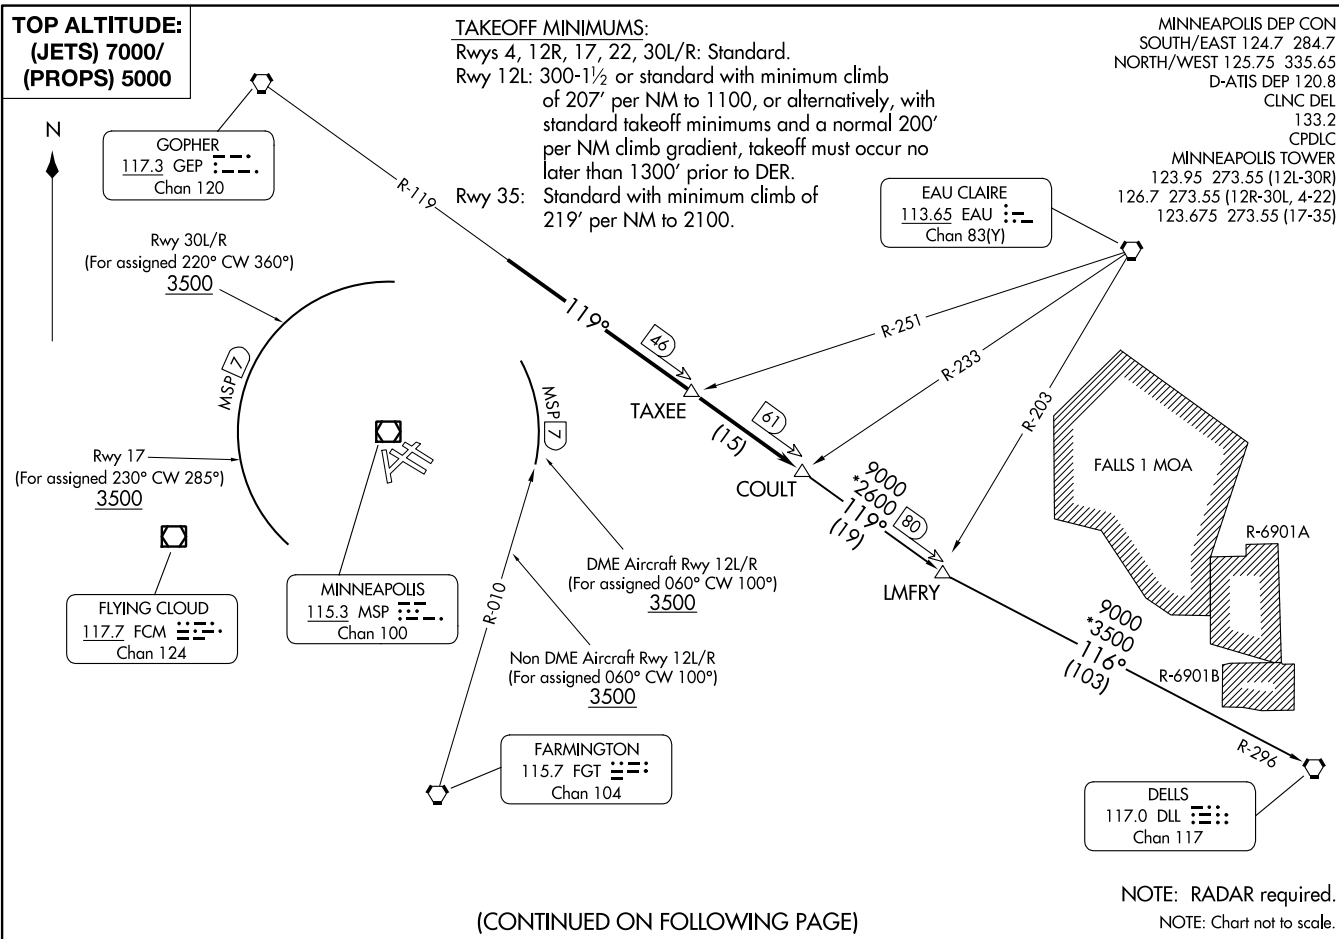 TOP ALTITUDE:
(JETS) 7000/
(PROPS) 5000
TAKEOFF MINIMUMS:
Rwys 4, 12R, 17, 22, 30L/R: Standard.
Rwy 12L: 300-1½ or standard with minimum climb
of 207' per NM to 1100, or alternatively, with
standard takeoff minimums and a normal 200'
per NM climb gradient, takeoff must occur no
later than 1300' prior to DER.
Rwy 35: Standard with minimum climb of
219' per NM to 2100.
MINNEAPOLIS DEP CON
SOUTH/EAST 124.7 284.7
NORTH/WEST 125.75 335.65
D-ATIS DEP 120.8
CLNC DEL
133.2
CPDLC
MINNEAPOLIS TOWER
123.95 273.55 (12L-30R)
126.7 273.55 (12R-30L, 4-22)
123.675 273.55 (17-35)
N
GOPHER
117.3 GEP
Chan 120
R-119
EAU CLAIRE
113.65 EAU
Chan 83(Y)
Rwy 30L/R
(For assigned 220° CW 360°)
3500
MSP 7
119°
46
TAXEE
(15)
61
COULT
R-251
R-233
R-203
9000
*2600
119°
(19)
80
LMFRY
FALLS 1 MOA
R-6901A
R-6901B
MSP 7
Rwy 17
(For assigned 230° CW 285°)
3500
FLYING CLOUD
117.7 FCM
Chan 124
MINNEAPOLIS
115.3 MSP
Chan 100
R-010
DME Aircraft Rwy 12L/R
(For assigned 060° CW 100°)
3500
Non DME Aircraft Rwy 12L/R
(For assigned 060° CW 100°)
3500
9000
*3500
116°
(103)
R-296
FARMINGTON
115.7 FGT
Chan 104
DELLS
117.0 DLL
Chan 117
NOTE: RADAR required.
NOTE: Chart not to scale.
(CONTINUED ON FOLLOWING PAGE)